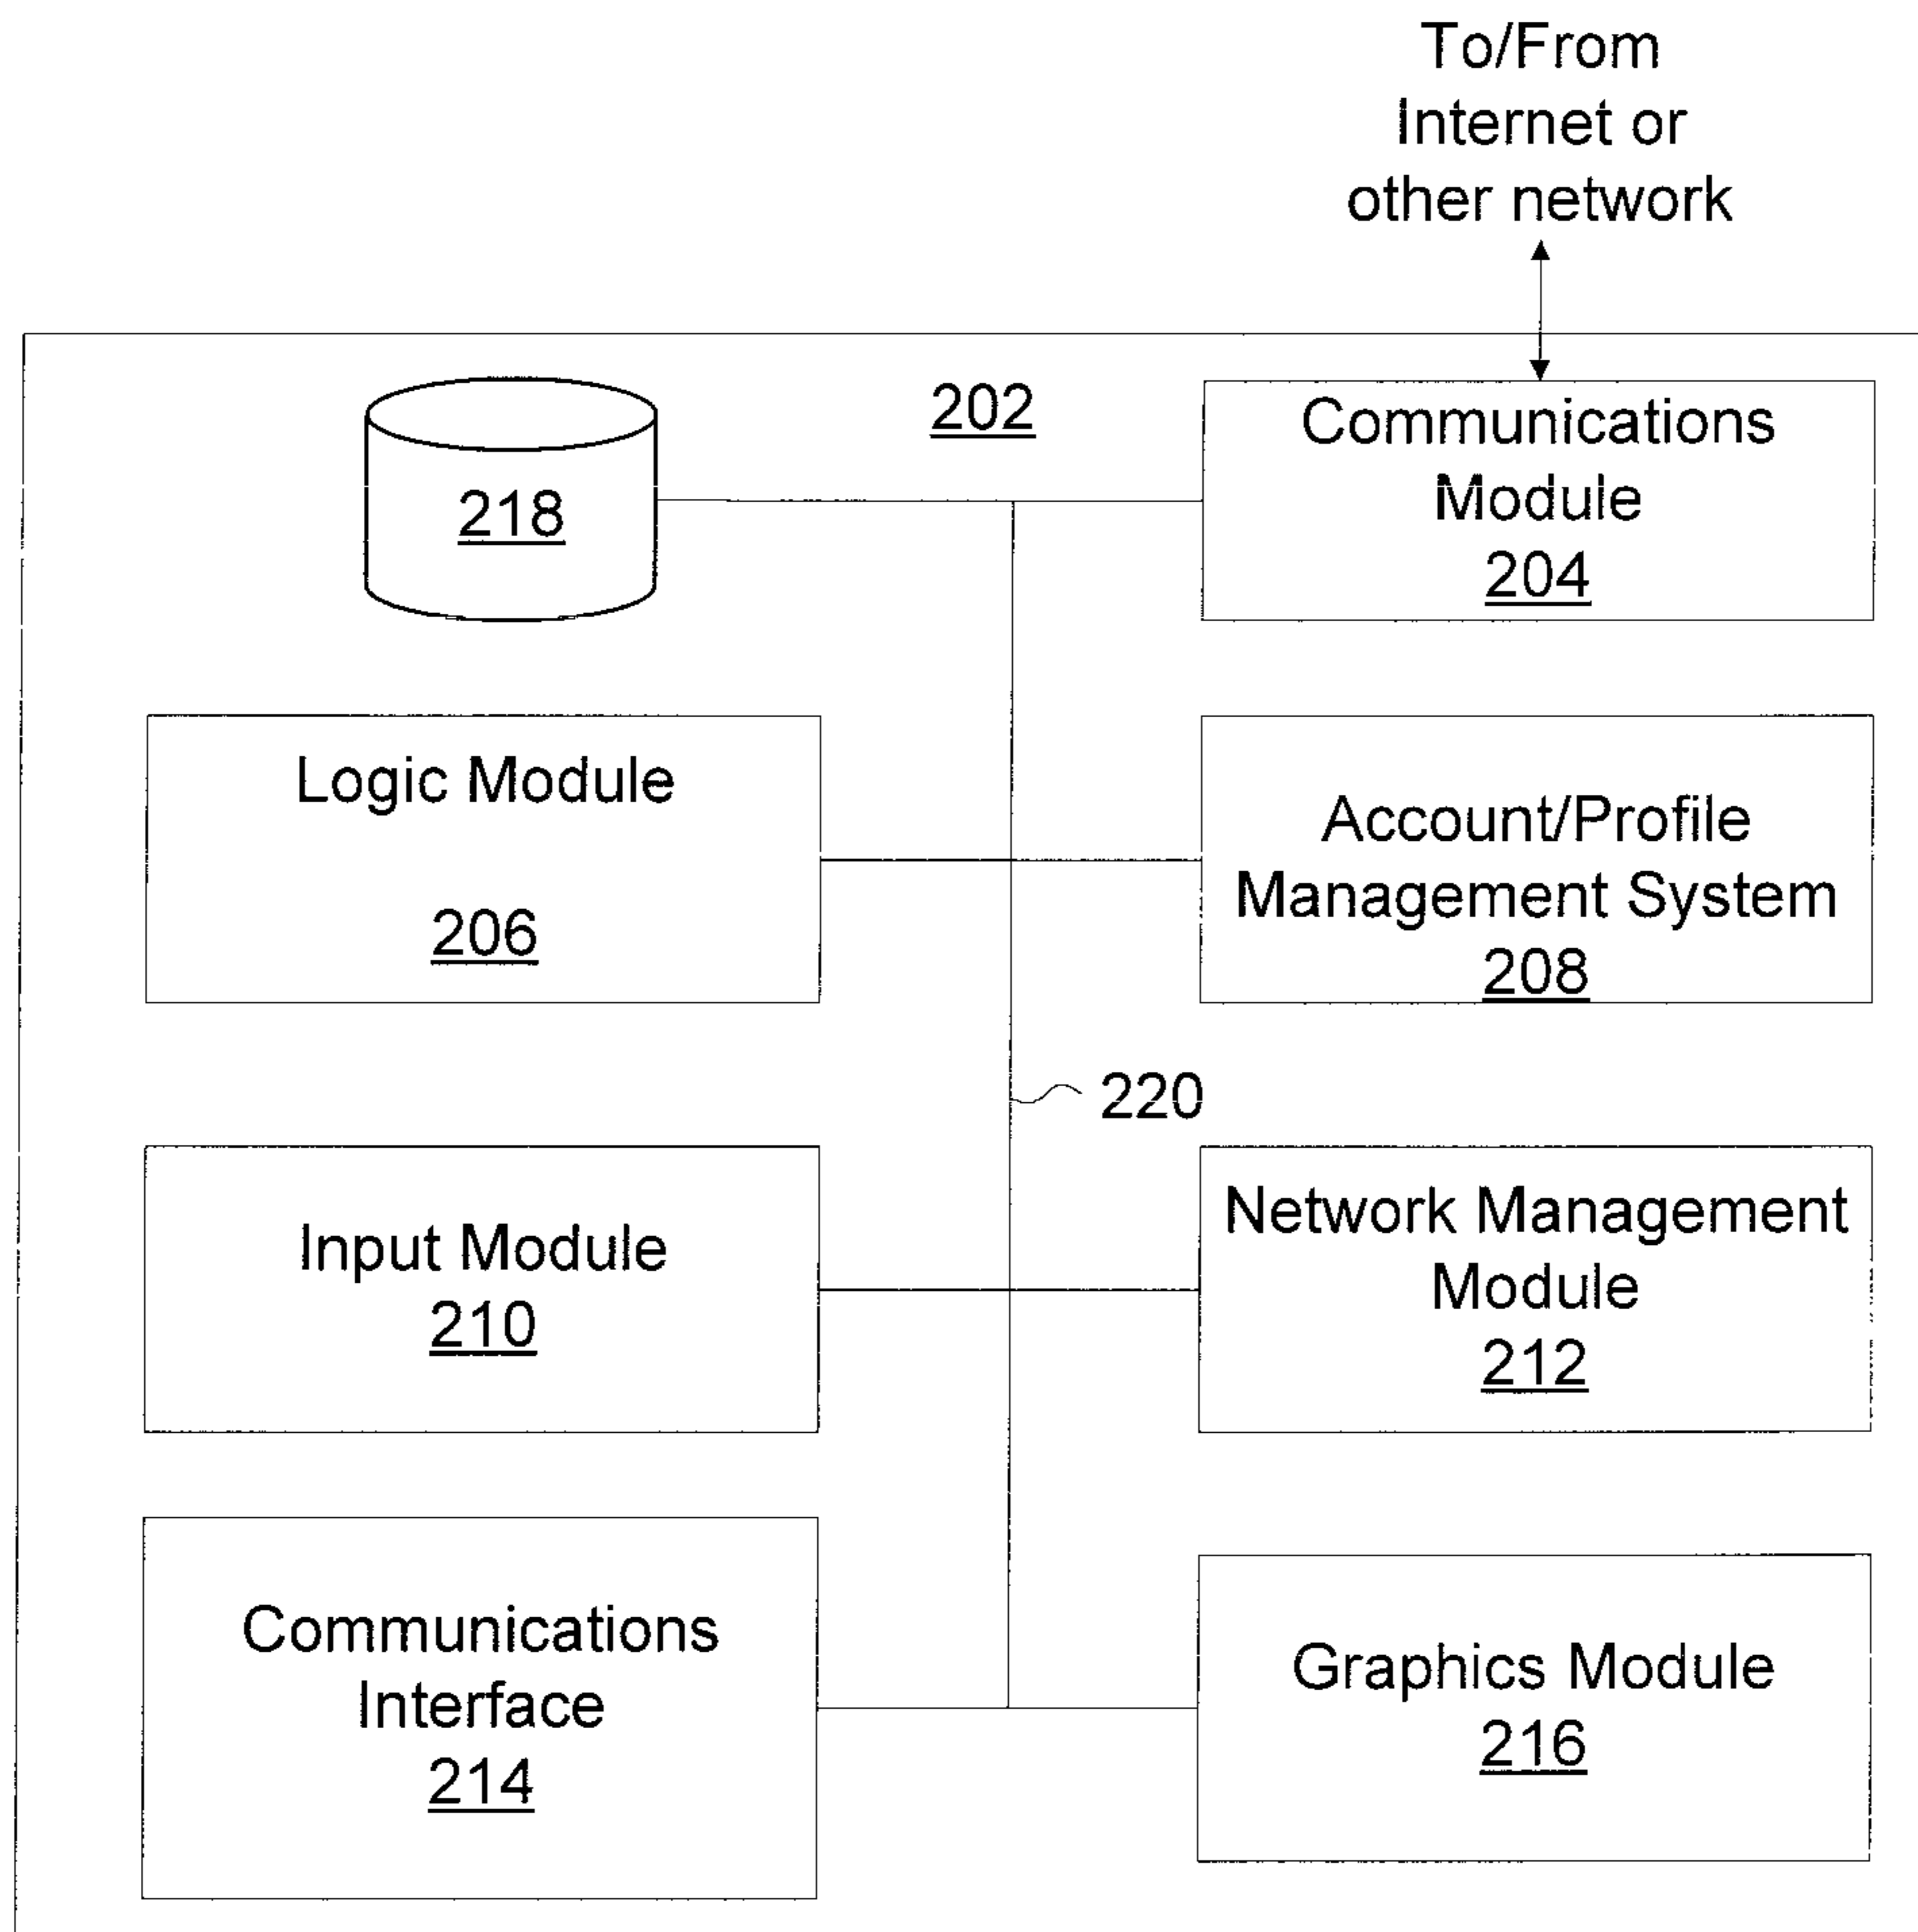 To/From
Internet or
other network
202
218
Communications
Module
204
Logic Module
206
Account/Profile
Management System
208
220
Input Module
210
Network Management
Module
212
Communications
Interface
214
Graphics Module
216